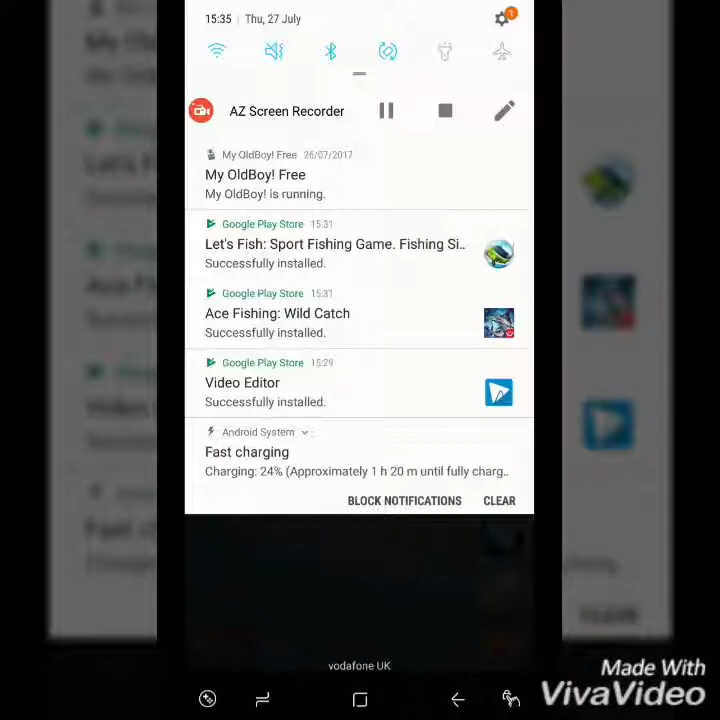 15:35 | Thu, 27 July
1
AZ Screen Recorder
My OldBoy! Free 26/07/2017
My OldBoy! Free
My OldBoy! is running.
Google Play Store 15:31
Let's Fish: Sport Fishing Game. Fishing Si..
Successfully installed.
Google Play Store 15:31
Ace Fishing: Wild Catch
Successfully installed.
Google Play Store 15:29
Video Editor
Successfully installed.
Android System
Fast charging
Charging: 24% (Approximately 1 h 20 m until fully charg..
BLOCK NOTIFICATIONS CLEAR
vodafone UK
Made With
VivaVideo